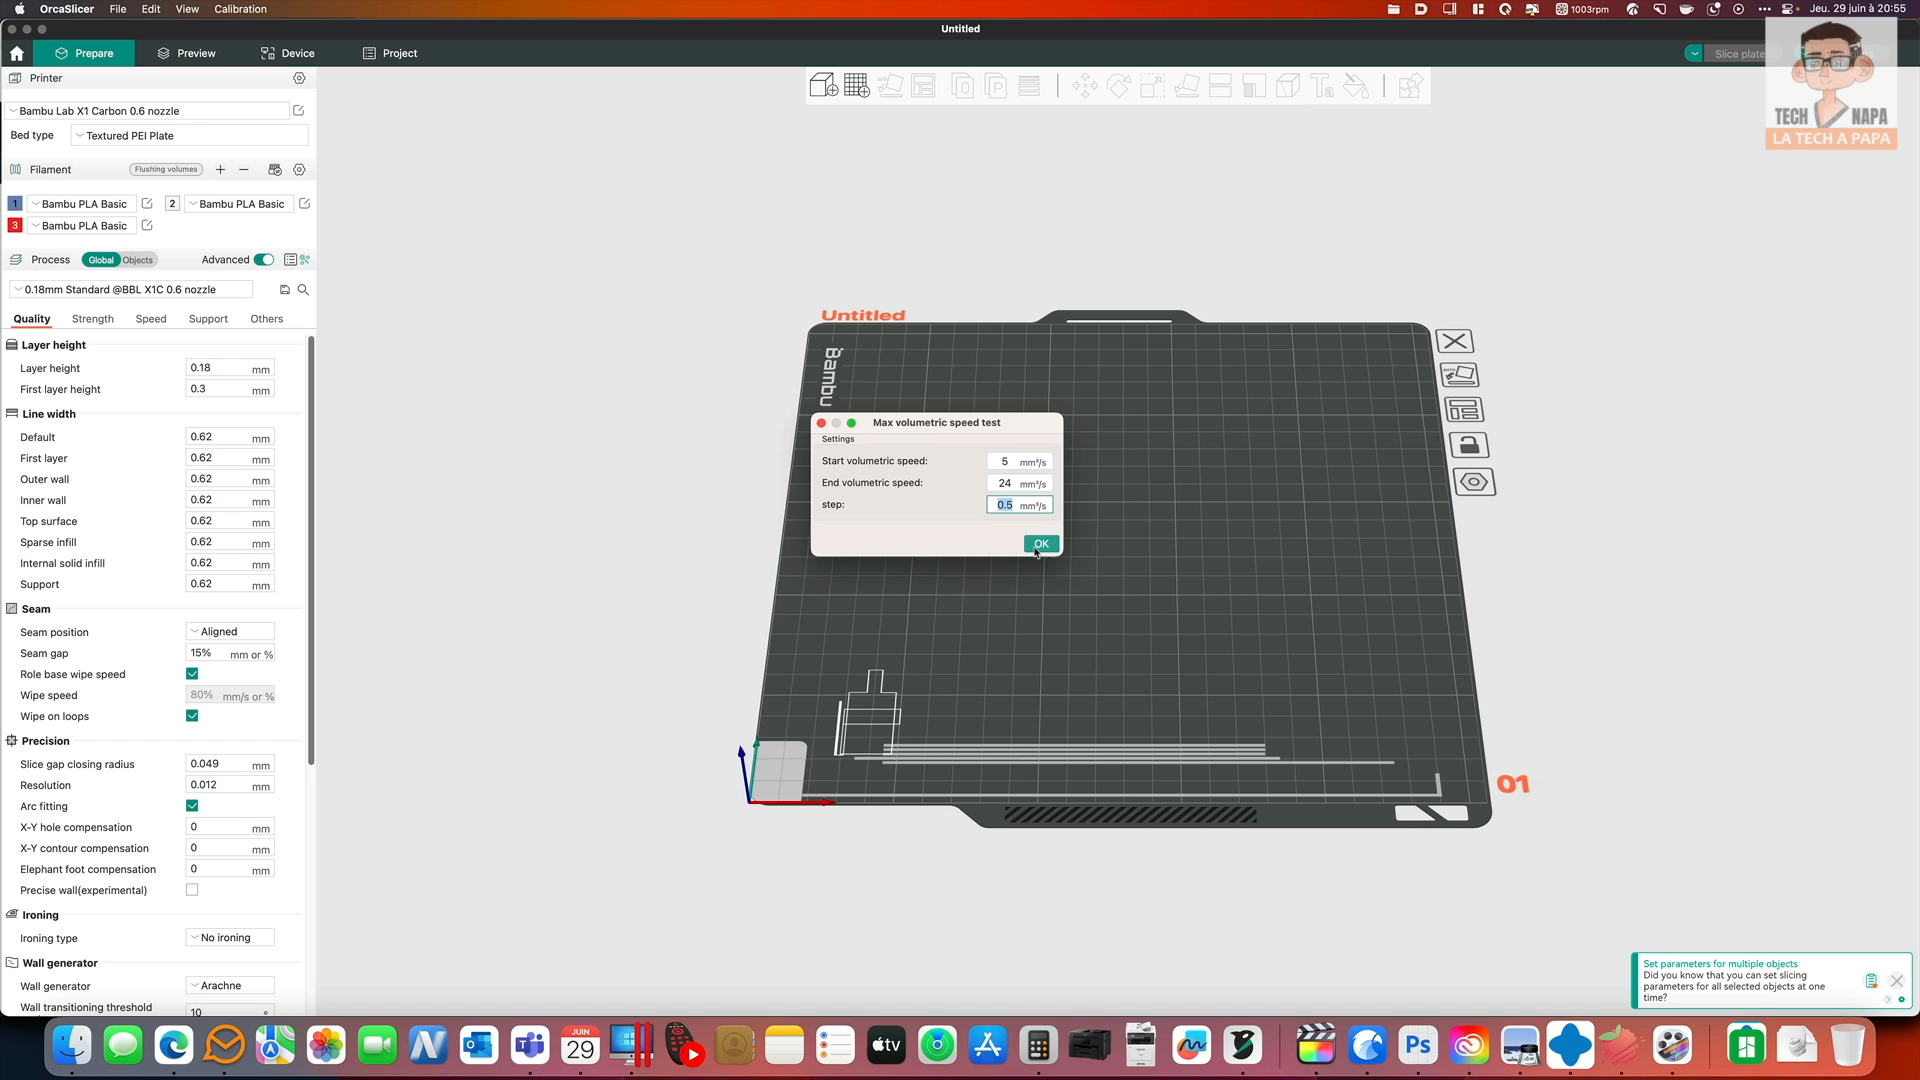 OrcaSlicer File Edit View Calibration 1003rpm Jeu. 29 juin à 20:55
Untitled
Prepare Preview Device Project Slice plate
TECH NAPA
LA TECH A PAPA
Printer
Bambu Lab X1 Carbon 0.6 nozzle
Bed type Textured PEI Plate
Filament Flushing volumes
1 Bambu PLA Basic 2 Bambu PLA Basic
3 Bambu PLA Basic
Process Global Objects Advanced
0.18mm Standard @BBL X1C 0.6 nozzle
Quality Strength Speed Support Others
Layer height
Layer height 0.18 mm
First layer height 0.3 mm
Line width
Default 0.62 mm
First layer 0.62 mm
Outer wall 0.62 mm
Inner wall 0.62 mm
Top surface 0.62 mm
Sparse infill 0.62 mm
Internal solid infill 0.62 mm
Support 0.62 mm
Seam
Seam position Aligned
Seam gap 15% mm or %
Role base wipe speed
Wipe speed 80% mm/s or %
Wipe on loops
Precision
Slice gap closing radius 0.049 mm
Resolution 0.012 mm
Arc fitting
X-Y hole compensation 0 mm
X-Y contour compensation 0 mm
Elephant foot compensation 0 mm
Precise wall(experimental)
Ironing
Ironing type No ironing
Wall generator
Wall generator Arachne
Wall transitioning threshold 10 °
Untitled
Bambu
AUTO
Max volumetric speed test
Settings
Start volumetric speed: 5 mm³/s
End volumetric speed: 24 mm³/s
step: 0.5 mm³/s
OK
01
Set parameters for multiple objects
Did you know that you can set slicing
parameters for all selected objects at one
time?
JUIN
29
tv
Ps